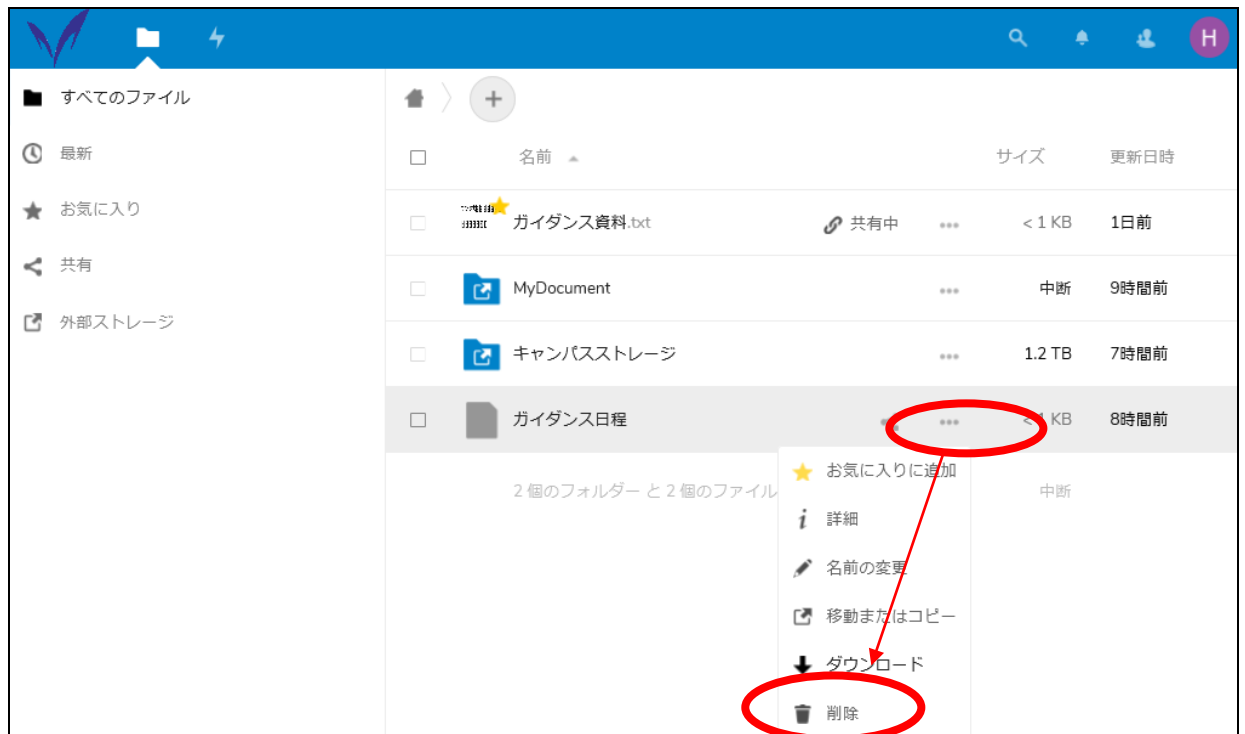 H
すべてのファイル
最新
お気に入り
共有
外部ストレージ
名前 サイズ 更新日時
ガイダンス資料.txt 共有中 < 1 KB 1日前
MyDocument 中断 9時間前
キャンパスストレージ 1.2 TB 7時間前
ガイダンス日程 < 1 KB 8時間前
2 個のフォルダー と 2 個のファイル 中断
お気に入りに追加
詳細
名前の変更
移動またはコピー
ダウンロード
削除